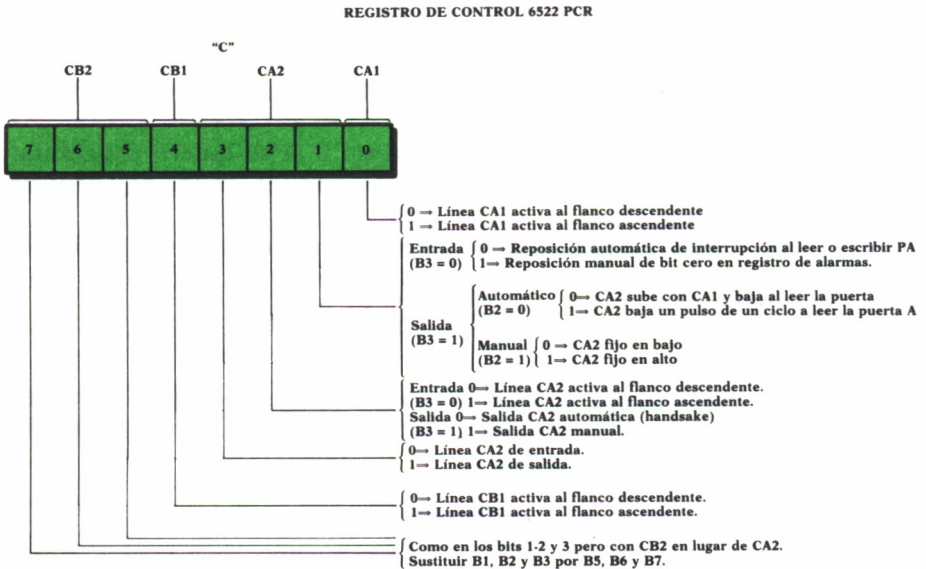 REGISTRO DE CONTROL 6522 PCR
"C"
CB2 CB1 CA2 CA1
7 6 5 4 3 2 1 0
0 → Línea CA1 activa al flanco descendente
1 → Línea CA1 activa al flanco ascendente
Entrada 0 → Reposición automática de interrupción al leer o escribir PA
(B3 = 0) 1→ Reposición manual de bit cero en registro de alarmas.
Automático 0→ CA2 sube con CA1 y baja al leer la puerta
(B2 = 0) 1→ CA2 baja un pulso de un ciclo a leer la puerta A
Salida
(B3 = 1)
Manual 0 → CA2 fijo en bajo
(B2 = 1) 1→ CA2 fijo en alto
Entrada 0→ Línea CA2 activa al flanco descendente.
(B3 = 0) 1→ Línea CA2 activa al flanco ascendente.
Salida 0→ Salida CA2 automática (handsake)
(B3 = 1) 1→ Salida CA2 manual.
0→ Línea CA2 de entrada.
1→ Línea CA2 de salida.
0→ Línea CB1 activa al flanco descendente.
1→ Línea CB1 activa al flanco ascendente.
Como en los bits 1-2 y 3 pero con CB2 en lugar de CA2.
Sustituir B1, B2 y B3 por B5, B6 y B7.